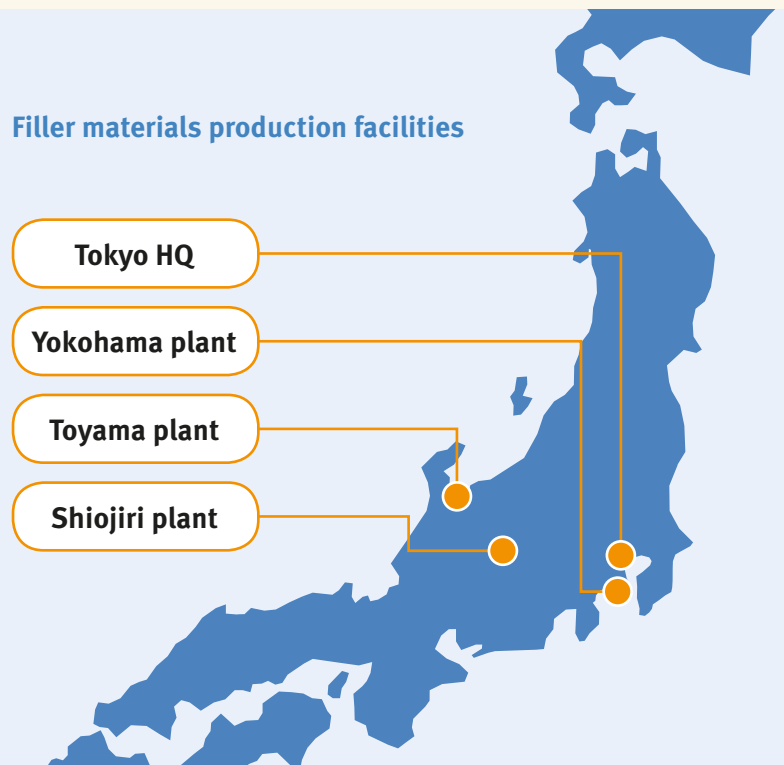 Filler materials production facilities
Tokyo HQ
Yokohama plant
Toyama plant
Shiojiri plant